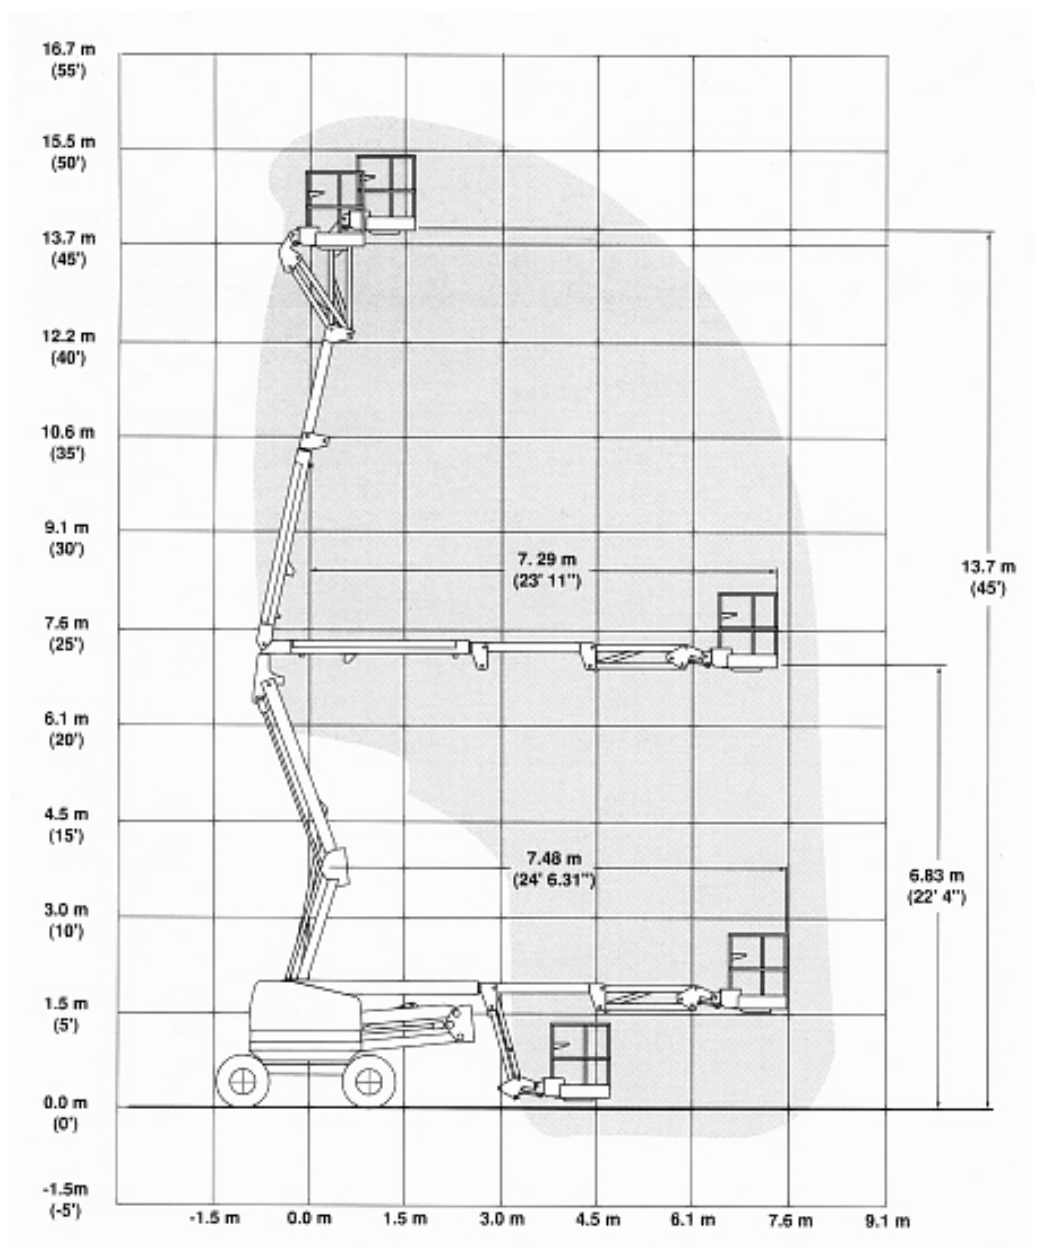 16.7 m
(55')
15.5 m
(50')
13.7 m
(45')
12.2 m
(40')
10.6 m
(35')
9.1 m
(30')
7. 29 m
(23' 11")
13.7 m
(45')
7.6 m
(25')
6.1 m
(20')
4.5 m
(15')
7.48 m
(24' 6.31")
6.83 m
(22' 4")
3.0 m
(10')
1.5 m
(5')
0.0 m
(0')
-1.5m
(-5')
-1.5 m 0.0 m 1.5 m 3.0 m 4.5 m 6.1 m 7.6 m 9.1 m